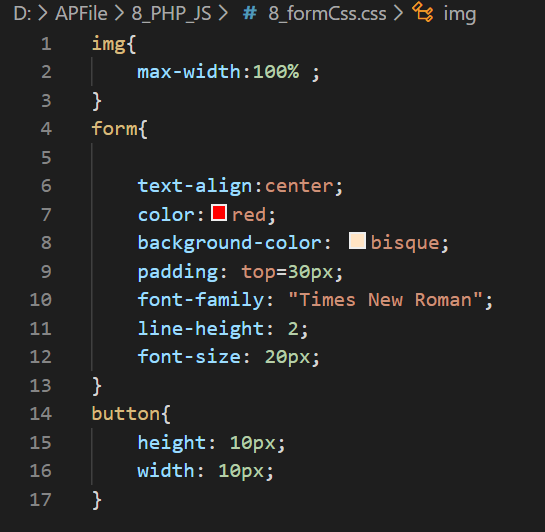 D: > APFile > 8_PHP_JS > # 8_formCss.css > img
1 img{
2     max-width:100% ;
3 }
4 form{
5
6     text-align:center;
7     color: red;
8     background-color: bisque;
9     padding: top=30px;
10     font-family: "Times New Roman";
11     line-height: 2;
12     font-size: 20px;
13 }
14 button{
15     height: 10px;
16     width: 10px;
17 }